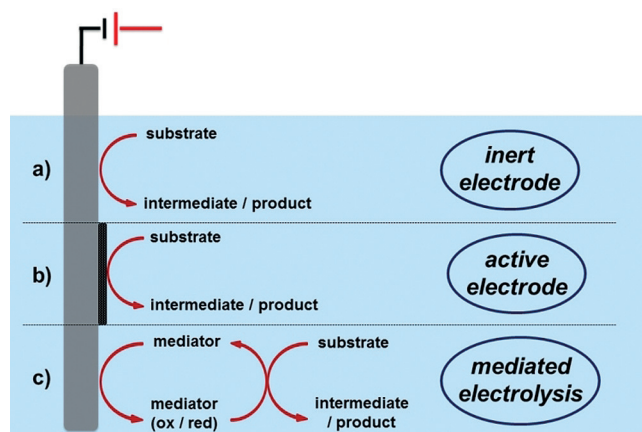 a)
substrate
intermediate / product
inert
electrode
b)
substrate
intermediate / product
active
electrode
c)
mediator
substrate
mediator
(ox / red)
intermediate
/ product
mediated
electrolysis